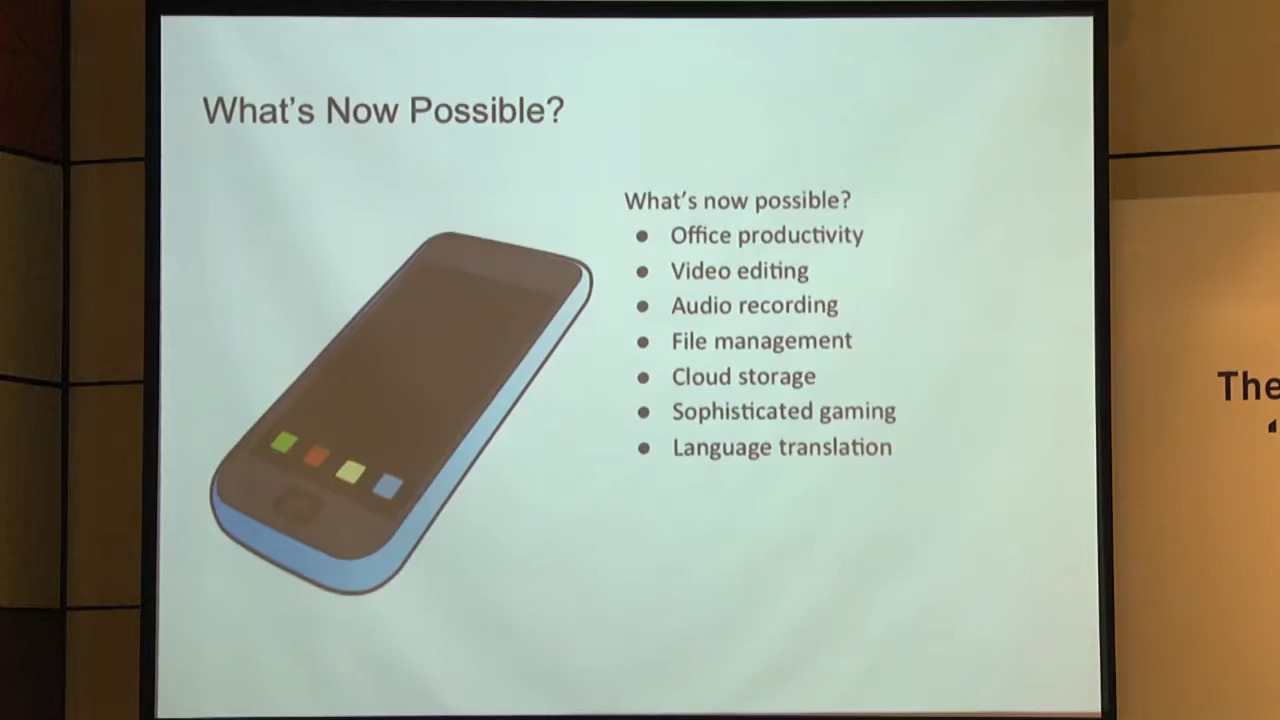 What's Now Possible?
What's now possible?
● Office productivity
● Video editing
● Audio recording
● File management
● Cloud storage
● Sophisticated gaming
● Language translation
The